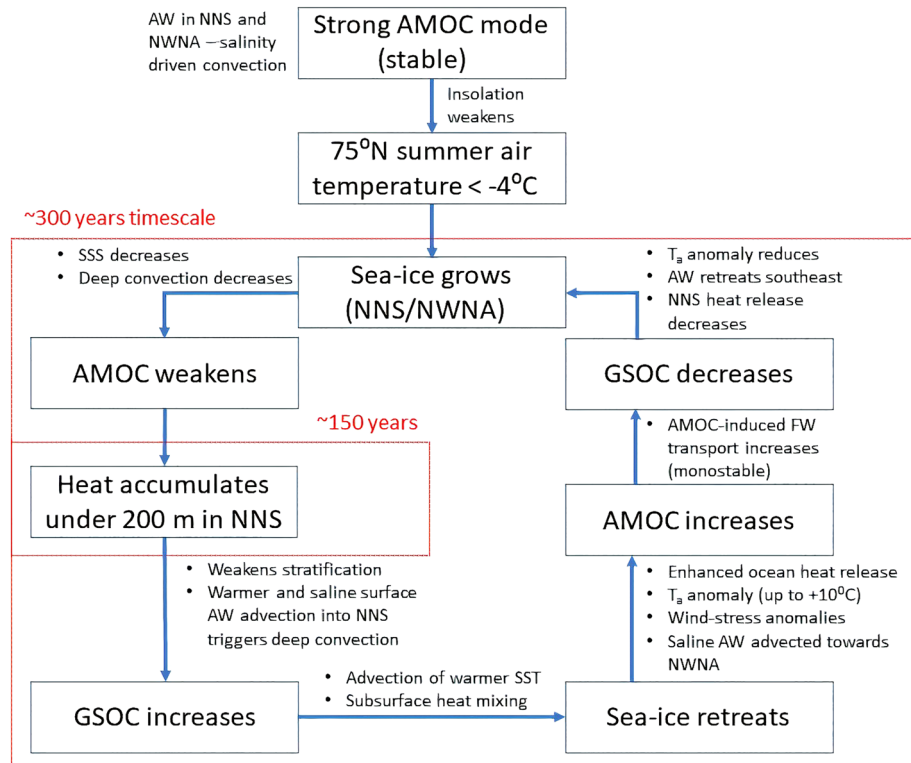 AW in NNS and
NWNA –salinity
driven convection
Strong AMOC mode
(stable)
Insolation
weakens
75⁰N summer air
temperature < -4⁰C
~300 years timescale
• SSS decreases
• Deep convection decreases
Sea-ice grows
(NNS/NWNA)
• Tₐ anomaly reduces
• AW retreats southeast
• NNS heat release
decreases
AMOC weakens
GSOC decreases
~150 years
• AMOC-induced FW
transport increases
(monostable)
Heat accumulates
under 200 m in NNS
AMOC increases
• Weakens stratification
• Warmer and saline surface
AW advection into NNS
triggers deep convection
• Enhanced ocean heat release
• Tₐ anomaly (up to +10⁰C)
• Wind-stress anomalies
• Saline AW advected towards
NWNA
GSOC increases
• Advection of warmer SST
• Subsurface heat mixing
Sea-ice retreats